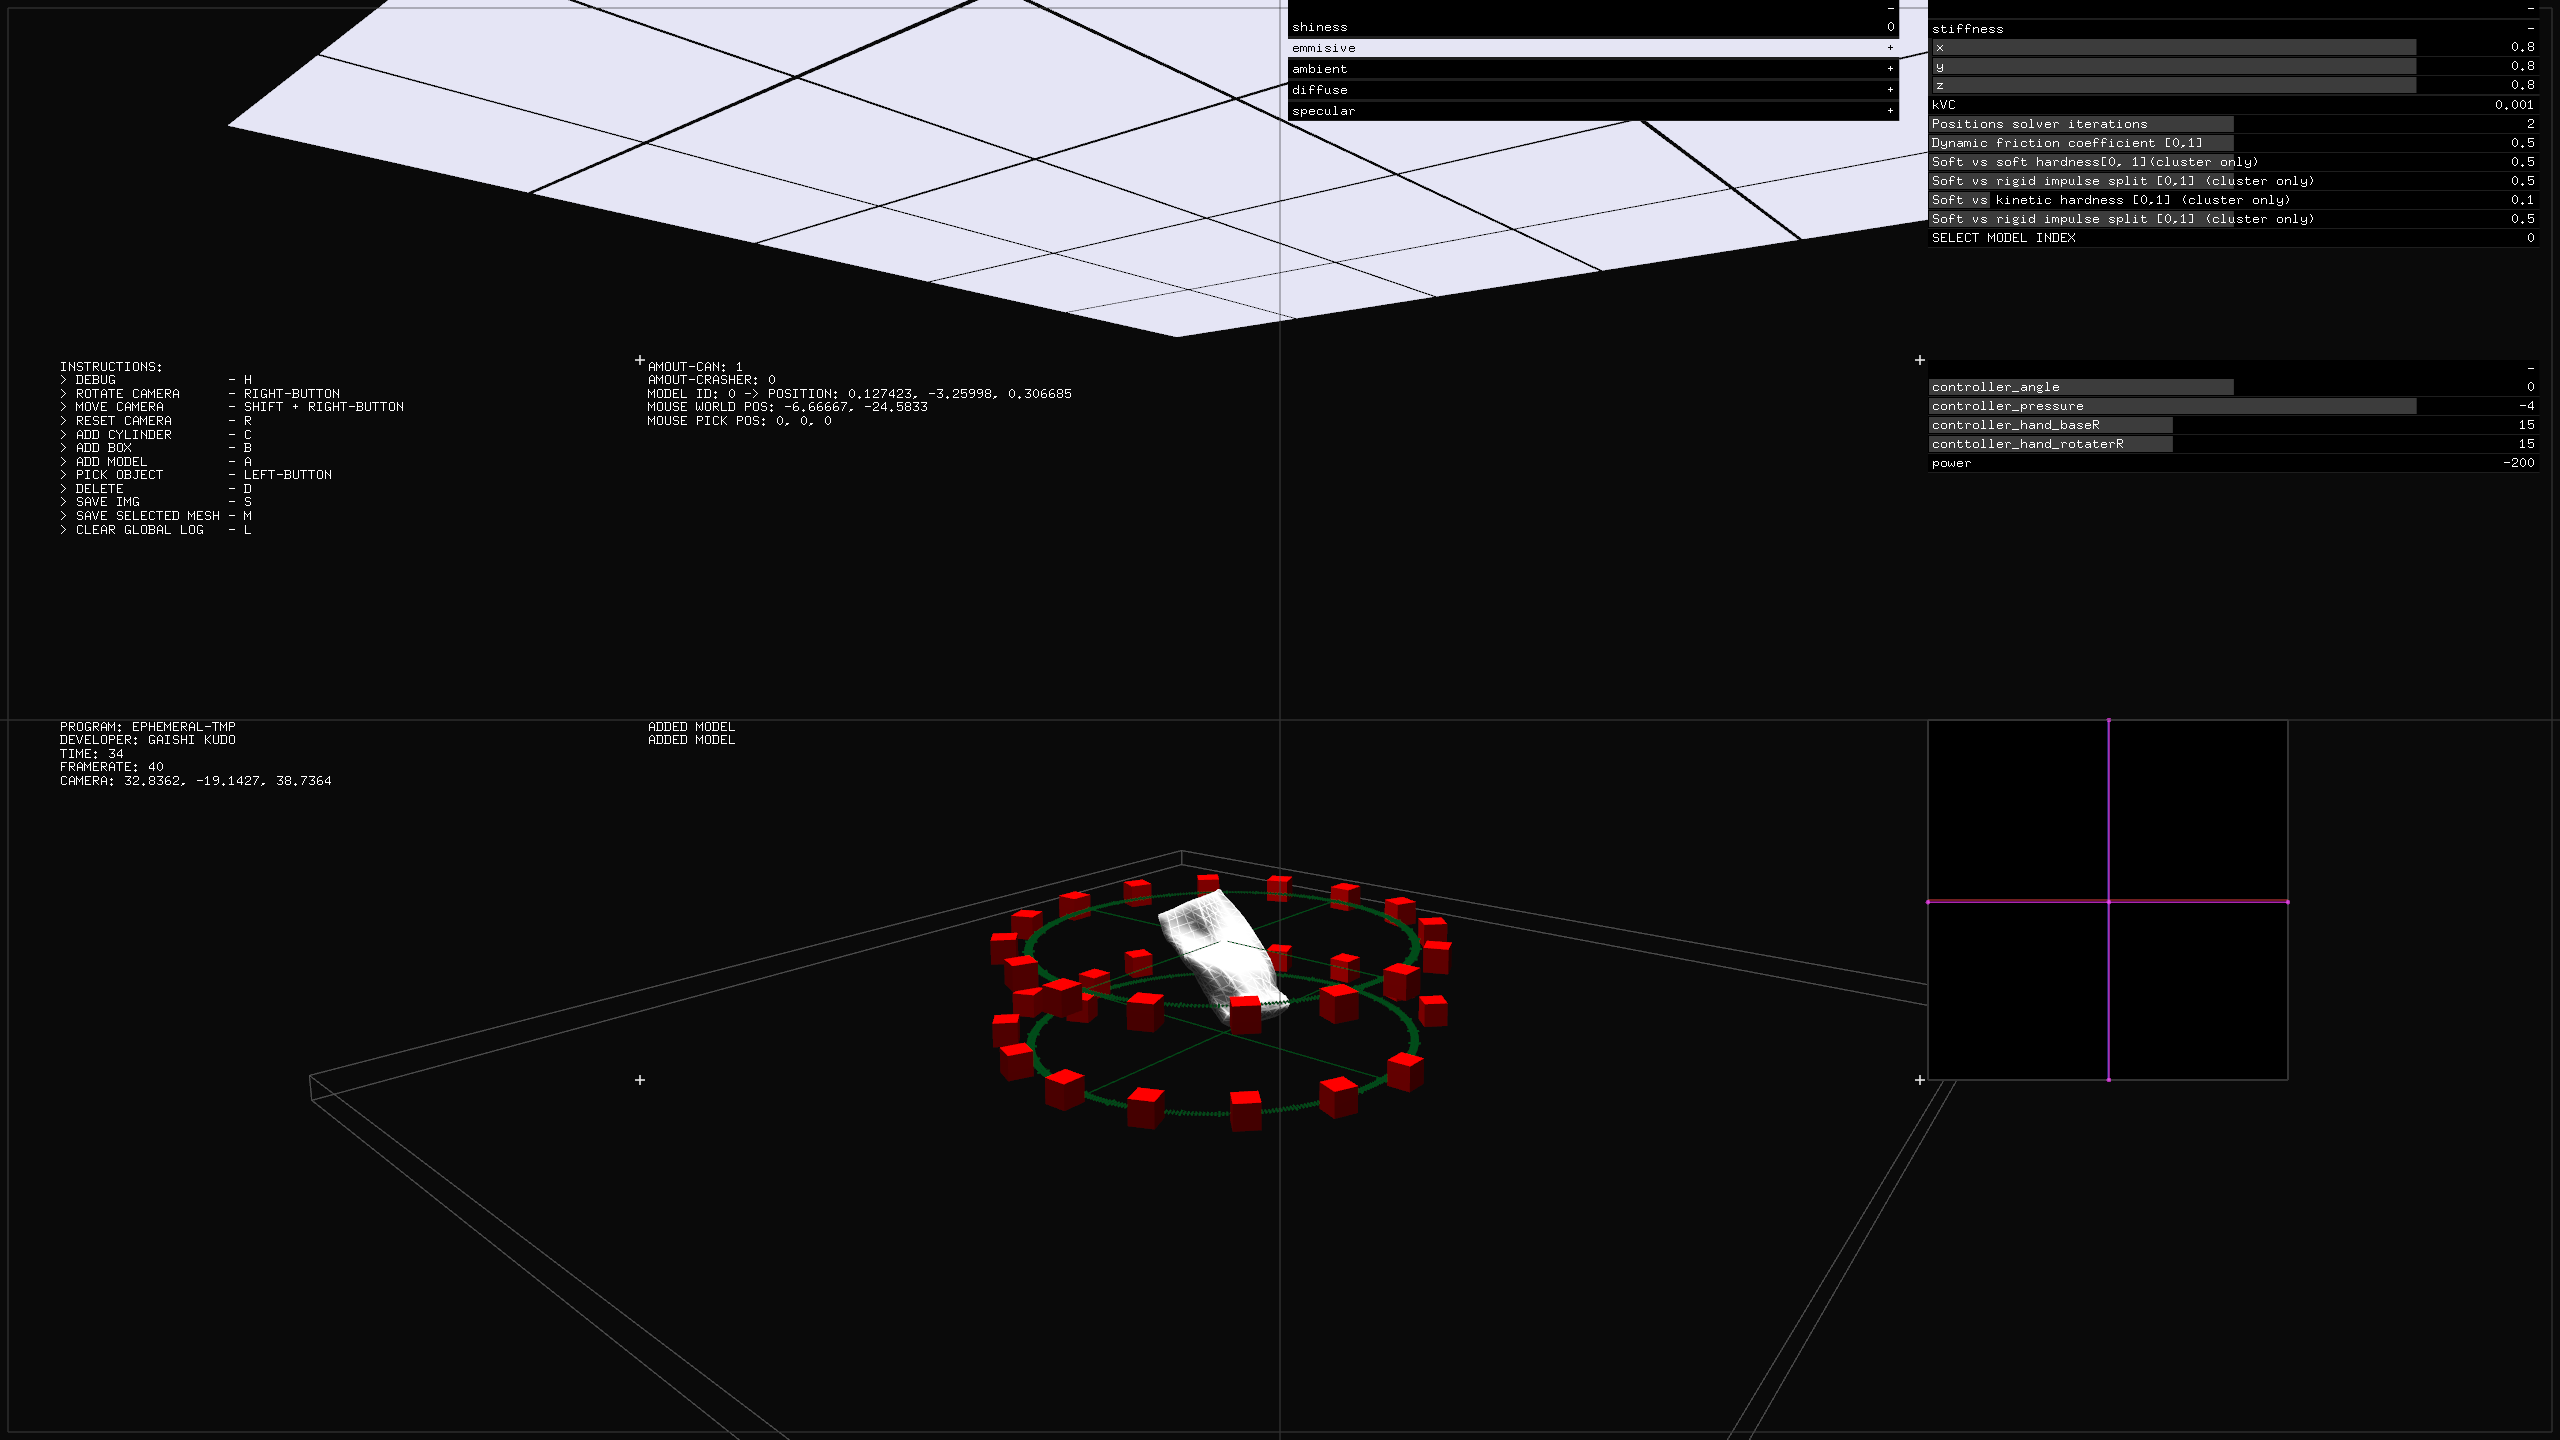 -
shiness 0
emmisive +
ambient +
diffuse +
specular +
-
stiffness -
x 0.8
y 0.8
z 0.8
kVC 0.001
Positions solver iterations 2
Dynamic friction coefficient [0,1] 0.5
Soft vs soft hardness[0, 1](cluster only) 0.5
Soft vs rigid impulse split [0,1] (cluster only) 0.5
Soft vs kinetic hardness [0,1] (cluster only) 0.1
Soft vs rigid impulse split [0,1] (cluster only) 0.5
SELECT MODEL INDEX 0
INSTRUCTIONS:
> DEBUG - H
> ROTATE CAMERA - RIGHT-BUTTON
> MOVE CAMERA - SHIFT + RIGHT-BUTTON
> RESET CAMERA - R
> ADD CYLINDER - C
> ADD BOX - B
> ADD MODEL - A
> PICK OBJECT - LEFT-BUTTON
> DELETE - D
> SAVE IMG - S
> SAVE SELECTED MESH - M
> CLEAR GLOBAL LOG - L
AMOUT-CAN: 1
AMOUT-CRASHER: 0
MODEL ID: 0 -> POSITION: 0.127423, -3.25998, 0.306685
MOUSE WORLD POS: -6.66667, -24.5833
MOUSE PICK POS: 0, 0, 0
-
controller_angle 0
controller_pressure -4
controller_hand_baseR 15
conttoller_hand_rotaterR 15
power -200
PROGRAM: EPHEMERAL-TMP
DEVELOPER: GAISHI KUDO
TIME: 34
FRAMERATE: 40
CAMERA: 32.8362, -19.1427, 38.7364
ADDED MODEL
ADDED MODEL